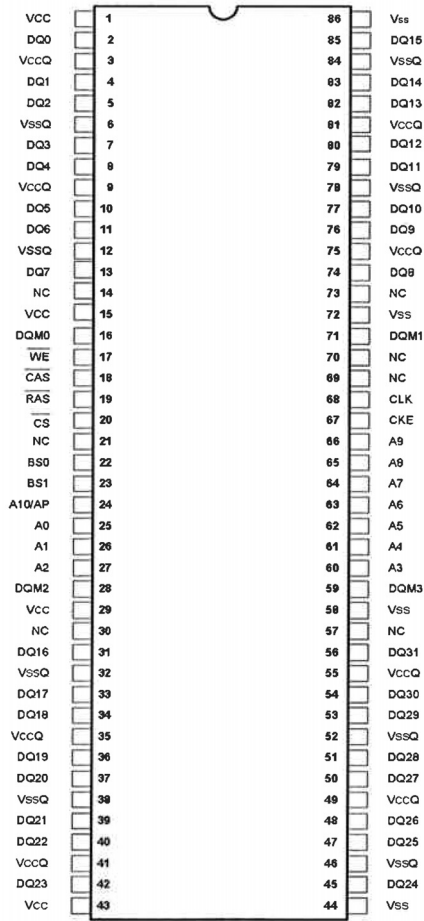 VCC 1 86 Vss
DQ0 2 85 DQ15
VccQ 3 84 VssQ
DQ1 4 83 DQ14
DQ2 5 82 DQ13
VssQ 6 81 VccQ
DQ3 7 80 DQ12
DQ4 8 79 DQ11
VccQ 9 78 VssQ
DQ5 10 77 DQ10
DQ6 11 76 DQ9
VSSQ 12 75 VccQ
DQ7 13 74 DQ8
NC 14 73 NC
VCC 15 72 Vss
DQM0 16 71 DQM1
WE 17 70 NC
CAS 18 69 NC
RAS 19 68 CLK
CS 20 67 CKE
NC 21 66 A9
BS0 22 65 A8
BS1 23 64 A7
A10/AP 24 63 A6
A0 25 62 A5
A1 26 61 A4
A2 27 60 A3
DQM2 28 59 DQM3
Vcc 29 58 Vss
NC 30 57 NC
DQ16 31 56 DQ31
VssQ 32 55 VccQ
DQ17 33 54 DQ30
DQ18 34 53 DQ29
VccQ 35 52 VssQ
DQ19 36 51 DQ28
DQ20 37 50 DQ27
VssQ 38 49 VccQ
DQ21 39 48 DQ26
DQ22 40 47 DQ25
VccQ 41 46 VssQ
DQ23 42 45 DQ24
Vcc 43 44 Vss